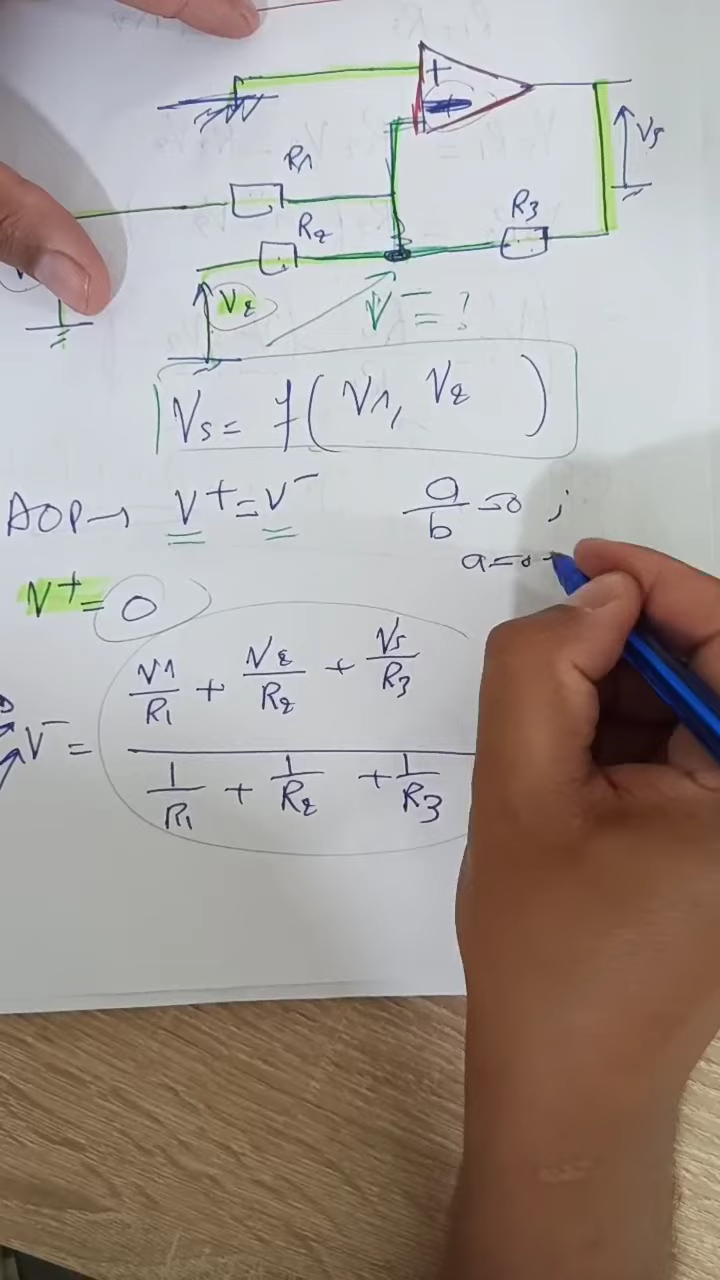 +
R1
R2
R3
Vs
V2
V⁻ = ?
Vs = f( V1, V2 )
AOP→ V⁺ = V⁻
a/b = 0 ;
a = 0
V⁺ = 0
V⁻ = (V1/R1 + V2/R2 + Vs/R3) / (1/R1 + 1/R2 + 1/R3)